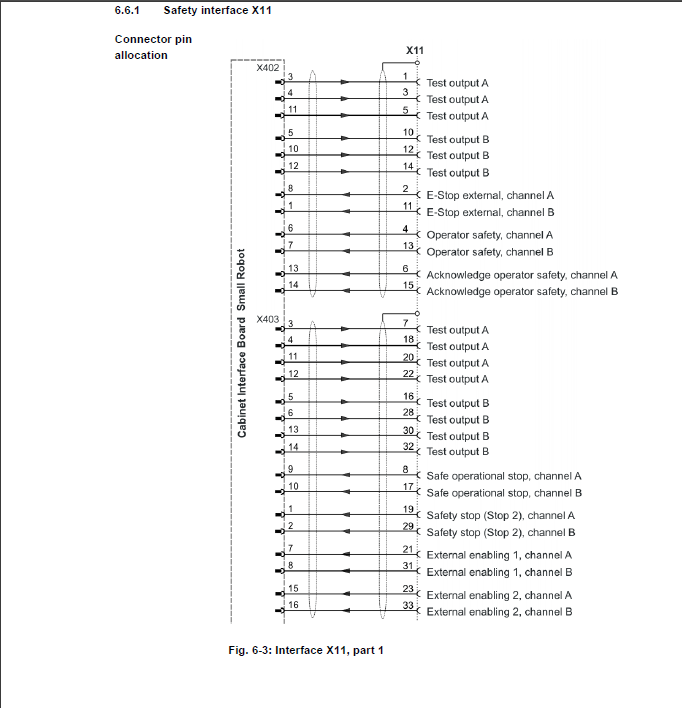 6.6.1 Safety interface X11
Connector pin
allocation
X11
X402
3 1 Test output A
4 3 Test output A
11 5 Test output A
5 10 Test output B
10 12 Test output B
12 14 Test output B
8 2 E-Stop external, channel A
1 11 E-Stop external, channel B
6 4 Operator safety, channel A
7 13 Operator safety, channel B
13 6 Acknowledge operator safety, channel A
14 15 Acknowledge operator safety, channel B
Cabinet Interface Board Small Robot
X403
3 7 Test output A
4 18 Test output A
11 20 Test output A
12 22 Test output A
5 16 Test output B
6 28 Test output B
13 30 Test output B
14 32 Test output B
9 8 Safe operational stop, channel A
10 17 Safe operational stop, channel B
1 19 Safety stop (Stop 2), channel A
2 29 Safety stop (Stop 2), channel B
7 21 External enabling 1, channel A
8 31 External enabling 1, channel B
15 23 External enabling 2, channel A
16 33 External enabling 2, channel B
Fig. 6-3: Interface X11, part 1